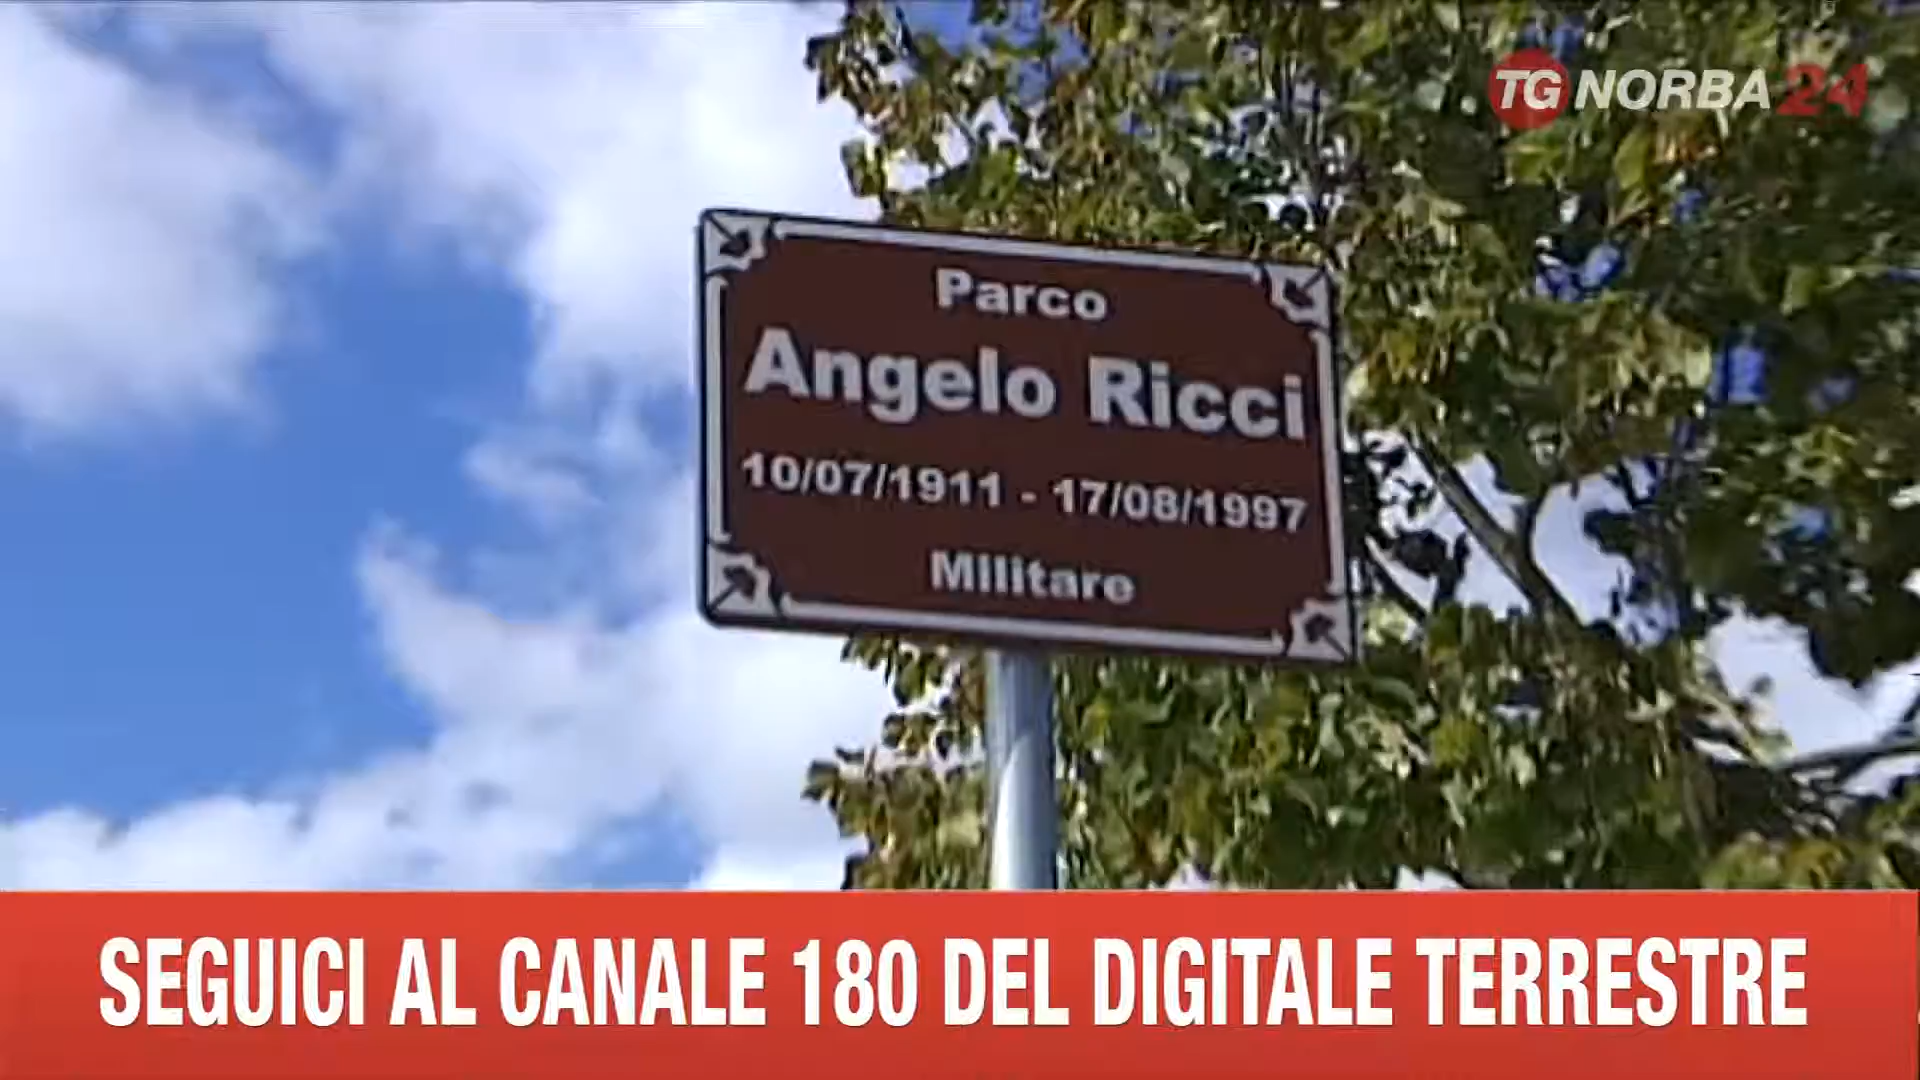 TG NORBA 24
Parco
Angelo Ricci
10/07/1911 - 17/08/1997
Militare
SEGUICI AL CANALE 180 DEL DIGITALE TERRESTRE